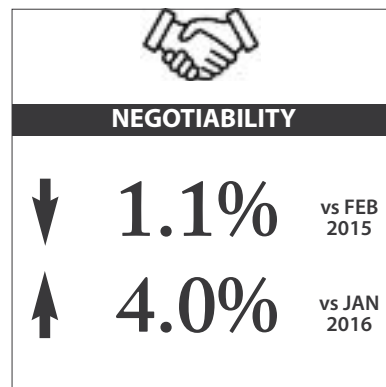 NEGOTIABILITY
1.1% vs FEB
2015
4.0% vs JAN
2016